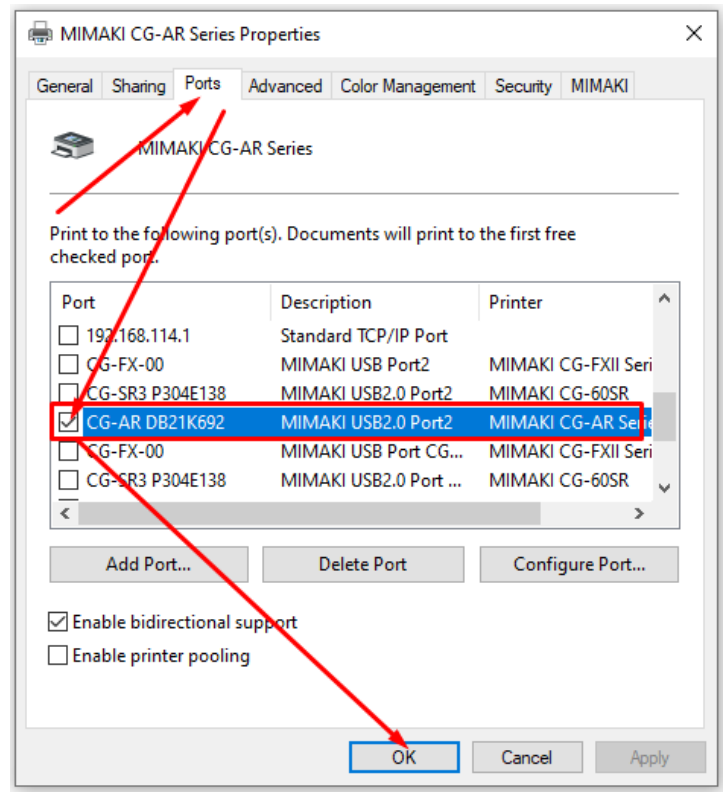 MIMAKI CG-AR Series Properties
General Sharing Ports Advanced Color Management Security MIMAKI
MIMAKI CG-AR Series
Print to the following port(s). Documents will print to the first free
checked port.
Port Description Printer
192.168.114.1 Standard TCP/IP Port
CG-FX-00 MIMAKI USB Port2 MIMAKI CG-FXII Seri
CG-SR3 P304E138 MIMAKI USB2.0 Port2 MIMAKI CG-60SR
CG-AR DB21K692 MIMAKI USB2.0 Port2 MIMAKI CG-AR Serie
CG-FX-00 MIMAKI USB Port CG... MIMAKI CG-FXII Seri
CG-SR3 P304E138 MIMAKI USB2.0 Port ... MIMAKI CG-60SR
Add Port... Delete Port Configure Port...
Enable bidirectional support
Enable printer pooling
OK Cancel Apply